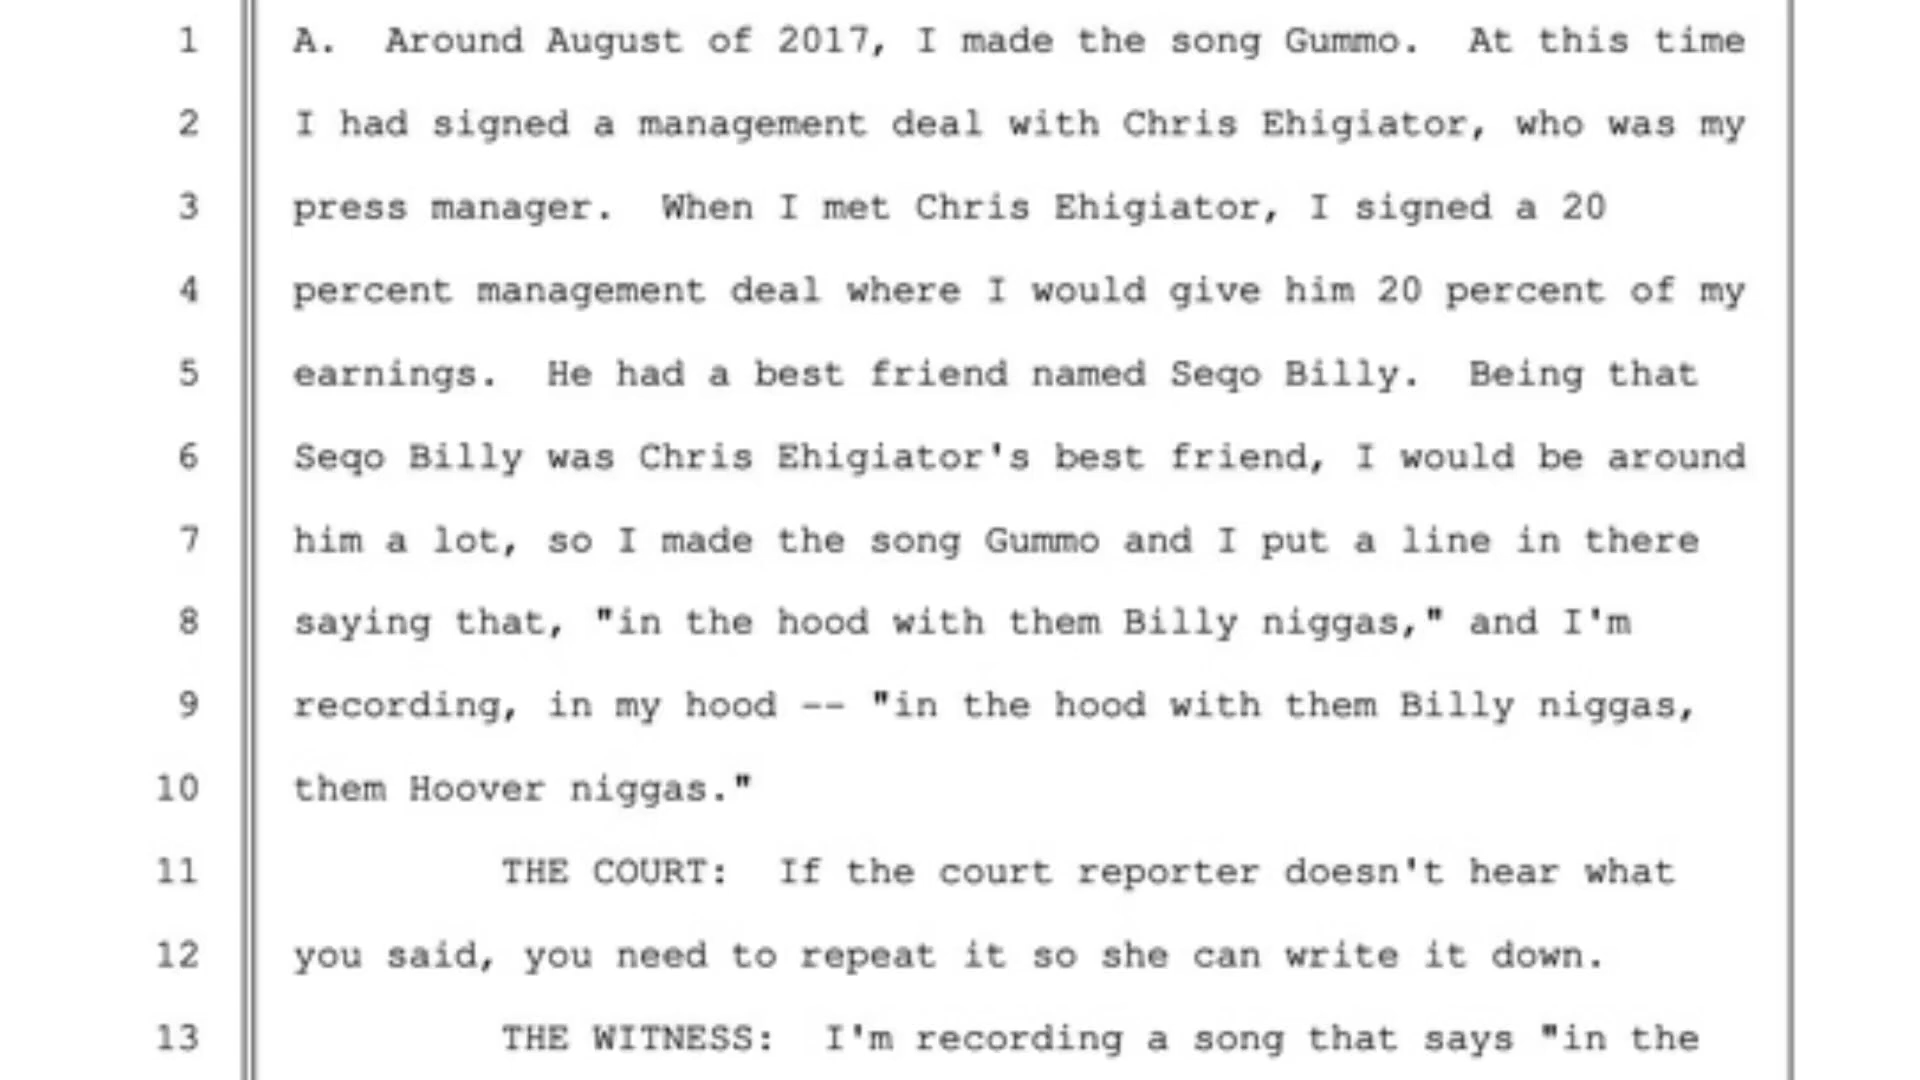 1 A. Around August of 2017, I made the song Gummo. At this time
2 I had signed a management deal with Chris Ehigiator, who was my
3 press manager. When I met Chris Ehigiator, I signed a 20
4 percent management deal where I would give him 20 percent of my
5 earnings. He had a best friend named Seqo Billy. Being that
6 Seqo Billy was Chris Ehigiator's best friend, I would be around
7 him a lot, so I made the song Gummo and I put a line in there
8 saying that, "in the hood with them Billy niggas," and I'm
9 recording, in my hood -- "in the hood with them Billy niggas,
10 them Hoover niggas."
11 THE COURT: If the court reporter doesn't hear what
12 you said, you need to repeat it so she can write it down.
13 THE WITNESS: I'm recording a song that says "in the